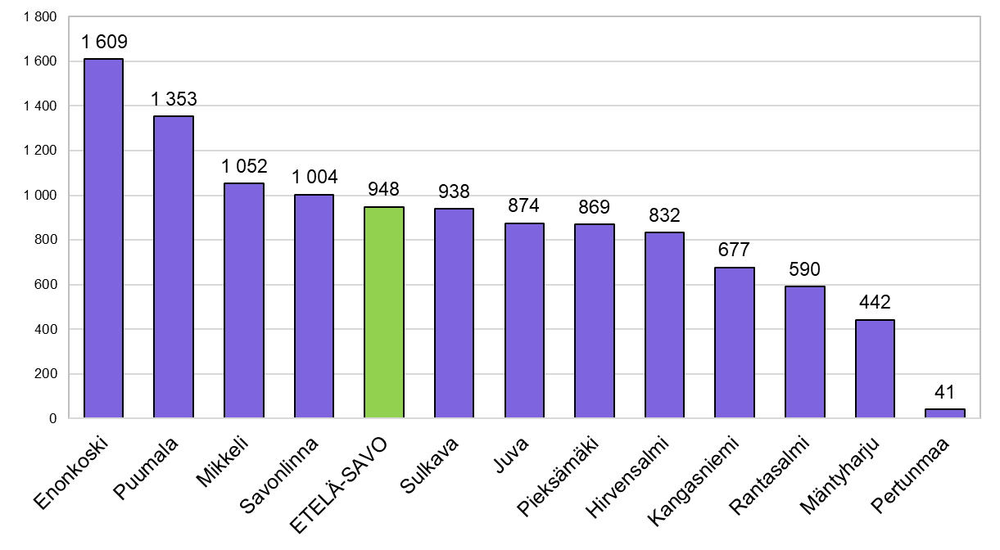 1 800
1 600
1 400
1 200
1 000
800
600
400
200
0
1 609
1 353
1 052
1 004
948
938
874
869
832
677
590
442
41
Enonkoski
Puumala
Mikkeli
Savonlinna
ETELÄ-SAVO
Sulkava
Juva
Pieksämäki
Hirvensalmi
Kangasniemi
Rantasalmi
Mäntyharju
Pertunmaa